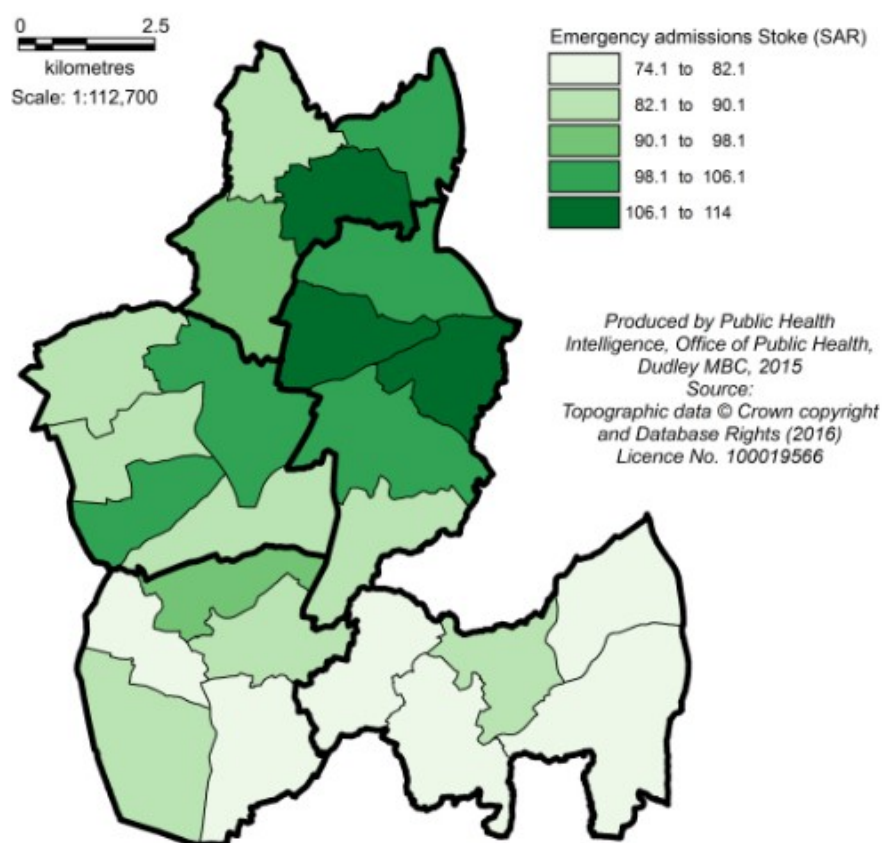 0 2.5
kilometres
Scale: 1:112,700
Emergency admissions Stoke (SAR)
74.1 to 82.1
82.1 to 90.1
90.1 to 98.1
98.1 to 106.1
106.1 to 114
Produced by Public Health
Intelligence, Office of Public Health,
Dudley MBC, 2015
Source:
Topographic data © Crown copyright
and Database Rights (2016)
Licence No. 100019566